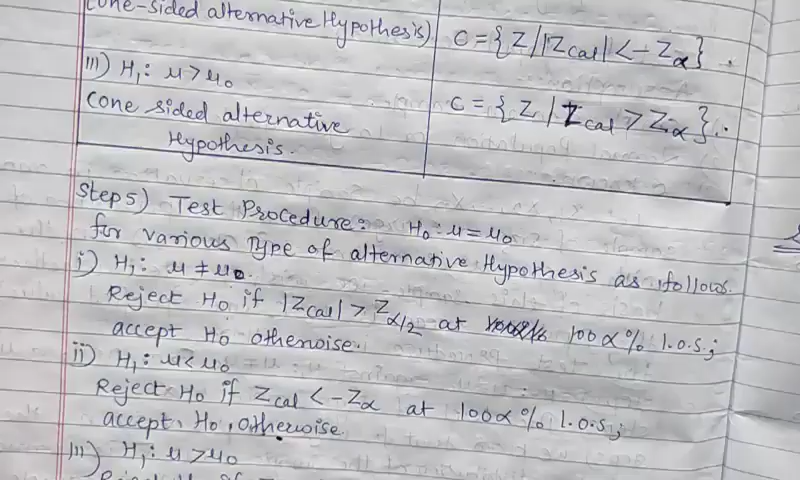 (one-sided alternative Hypothesis) C = {Z / |Zcal| < -Zα}.
iii) H₁: μ > μ₀
(one sided alternative C = {Z / Zcal > Zα}.
Hypothesis.
Step 5) Test Procedure: H₀: μ = μ₀
for various Type of alternative Hypothesis as follows.
i) H₁: μ ≠ μ₀.
Reject H₀ if |Zcal| > Zα/2 at 100α% l.o.s;
accept H₀ otherwise.
ii) H₁: μ < μ₀
Reject H₀ if Zcal < -Zα at 100α% l.o.s;
accept H₀, otherwise.
iii) H₁: μ > μ₀